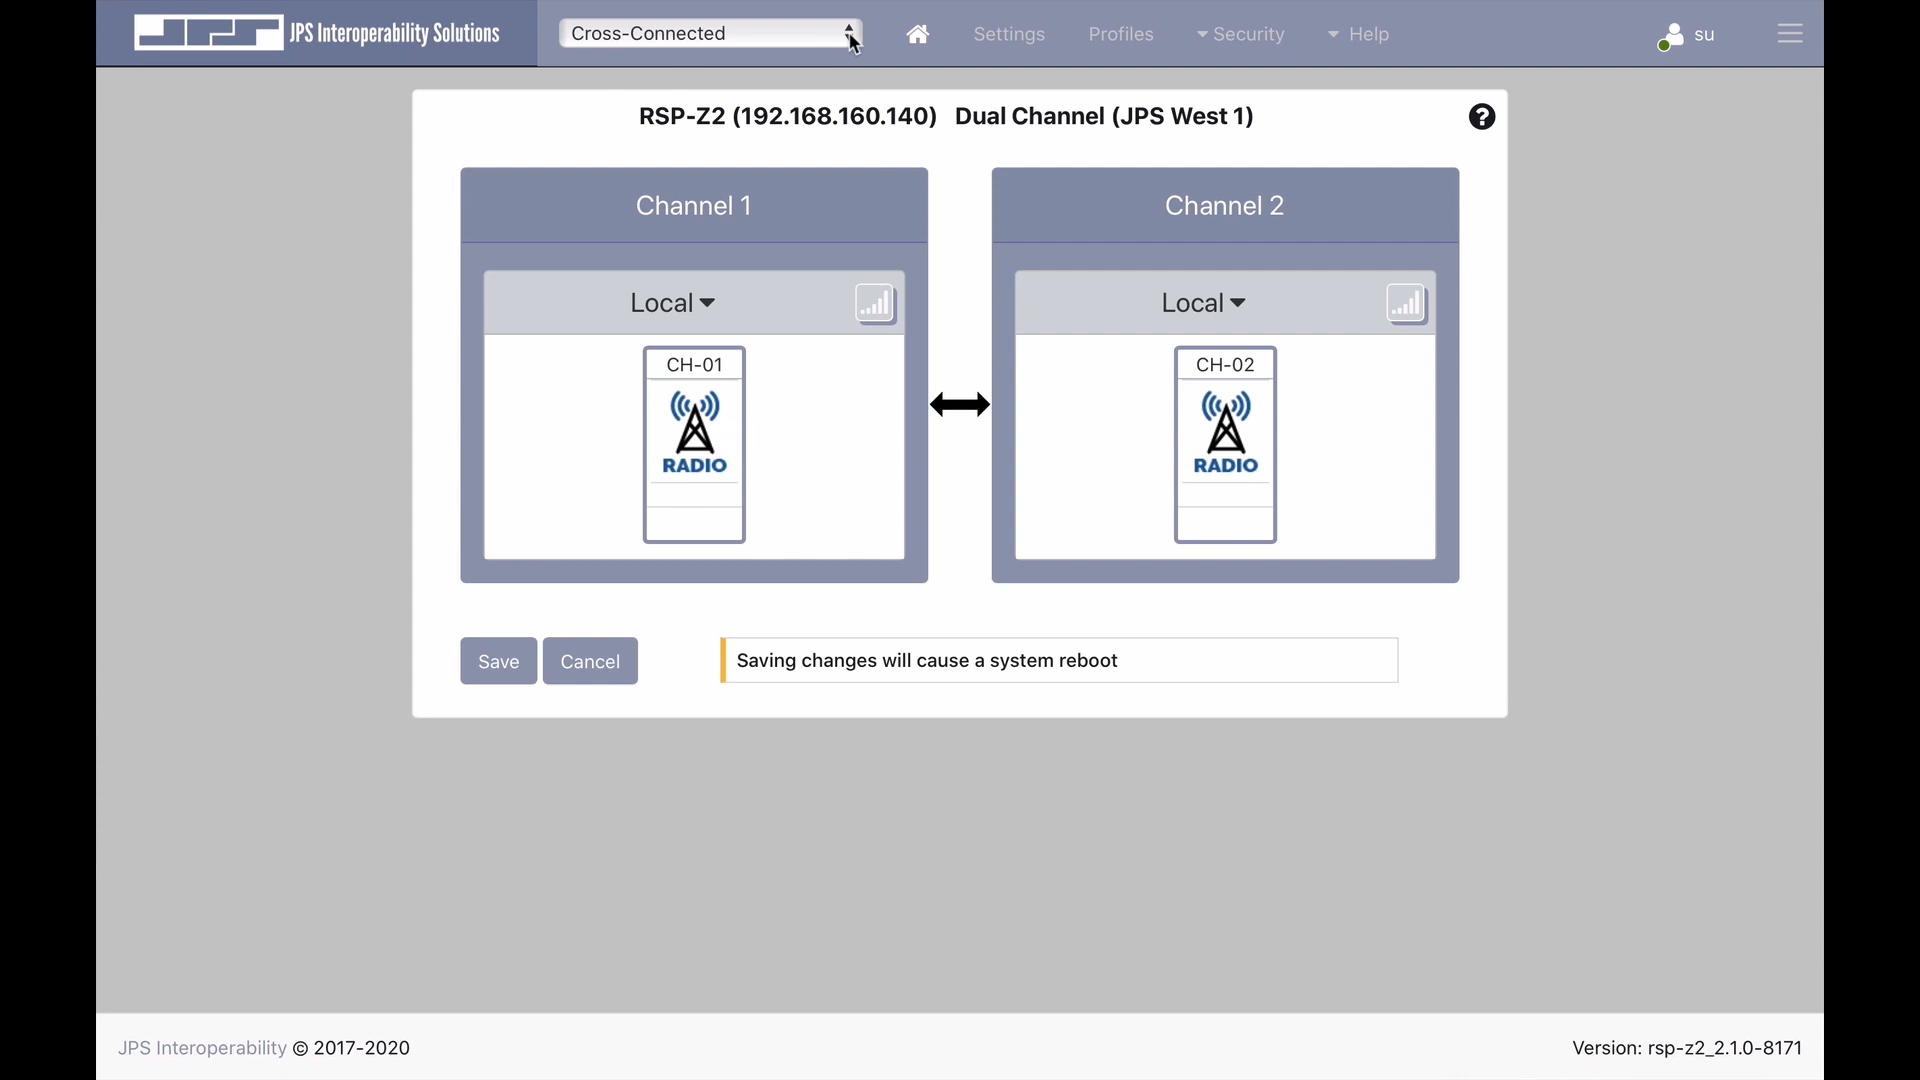 JPS JPS Interoperability Solutions
Cross-Connected
Settings
Profiles
Security
Help
su
RSP-Z2 (192.168.160.140) Dual Channel (JPS West 1)
?
Channel 1
Channel 2
Local
Local
CH-01
RADIO
CH-02
RADIO
Save
Cancel
Saving changes will cause a system reboot
JPS Interoperability © 2017-2020
Version: rsp-z2_2.1.0-8171